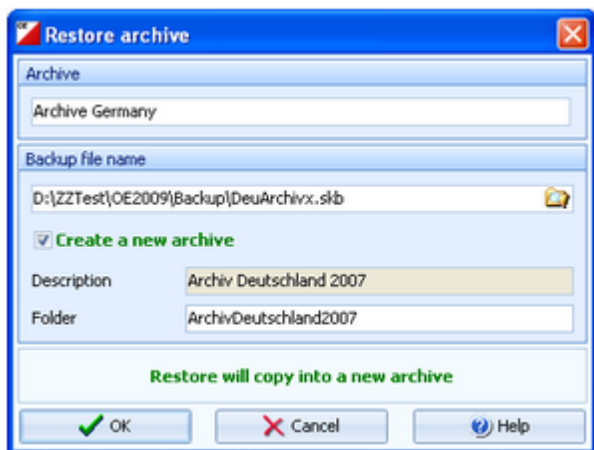 OE
Restore archive
Archive
Archive Germany
Backup file name
D:\ZZTest\OE2009\Backup\DeuArchivx.skb
Create a new archive
Description Archiv Deutschland 2007
Folder ArchivDeutschland2007
Restore will copy into a new archive
OK Cancel Help